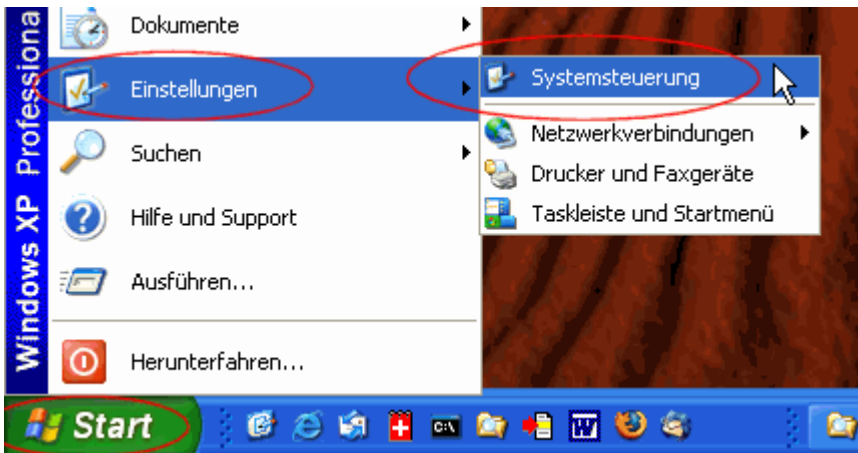 Windows XP Professiona
Dokumente
Einstellungen
Suchen
Hilfe und Support
Ausführen...
Herunterfahren...
Systemsteuerung
Netzwerkverbindungen
Drucker und Faxgeräte
Taskleiste und Startmenü
Start
C:\
W